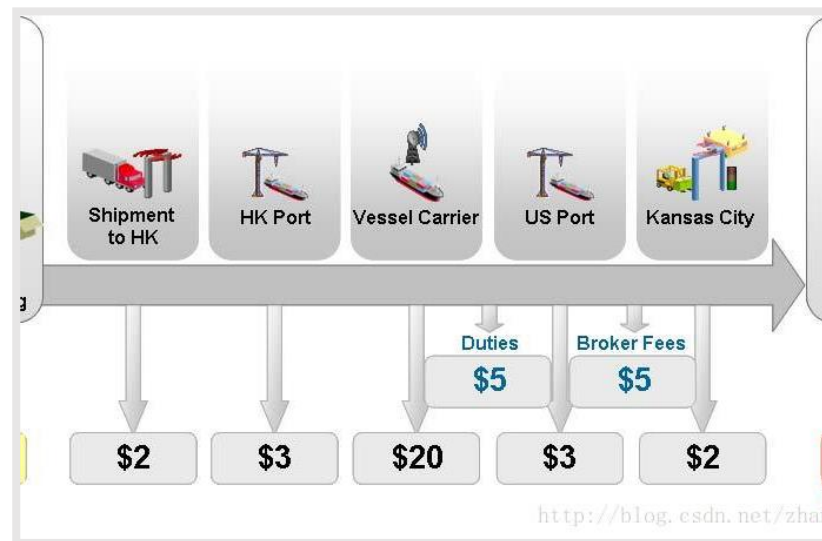 Shipment
to HK
HK Port
Vessel Carrier
US Port
Kansas City
g
Duties
Broker Fees
$5
$5
$2
$3
$20
$3
$2
http://blog.csdn.net/zha